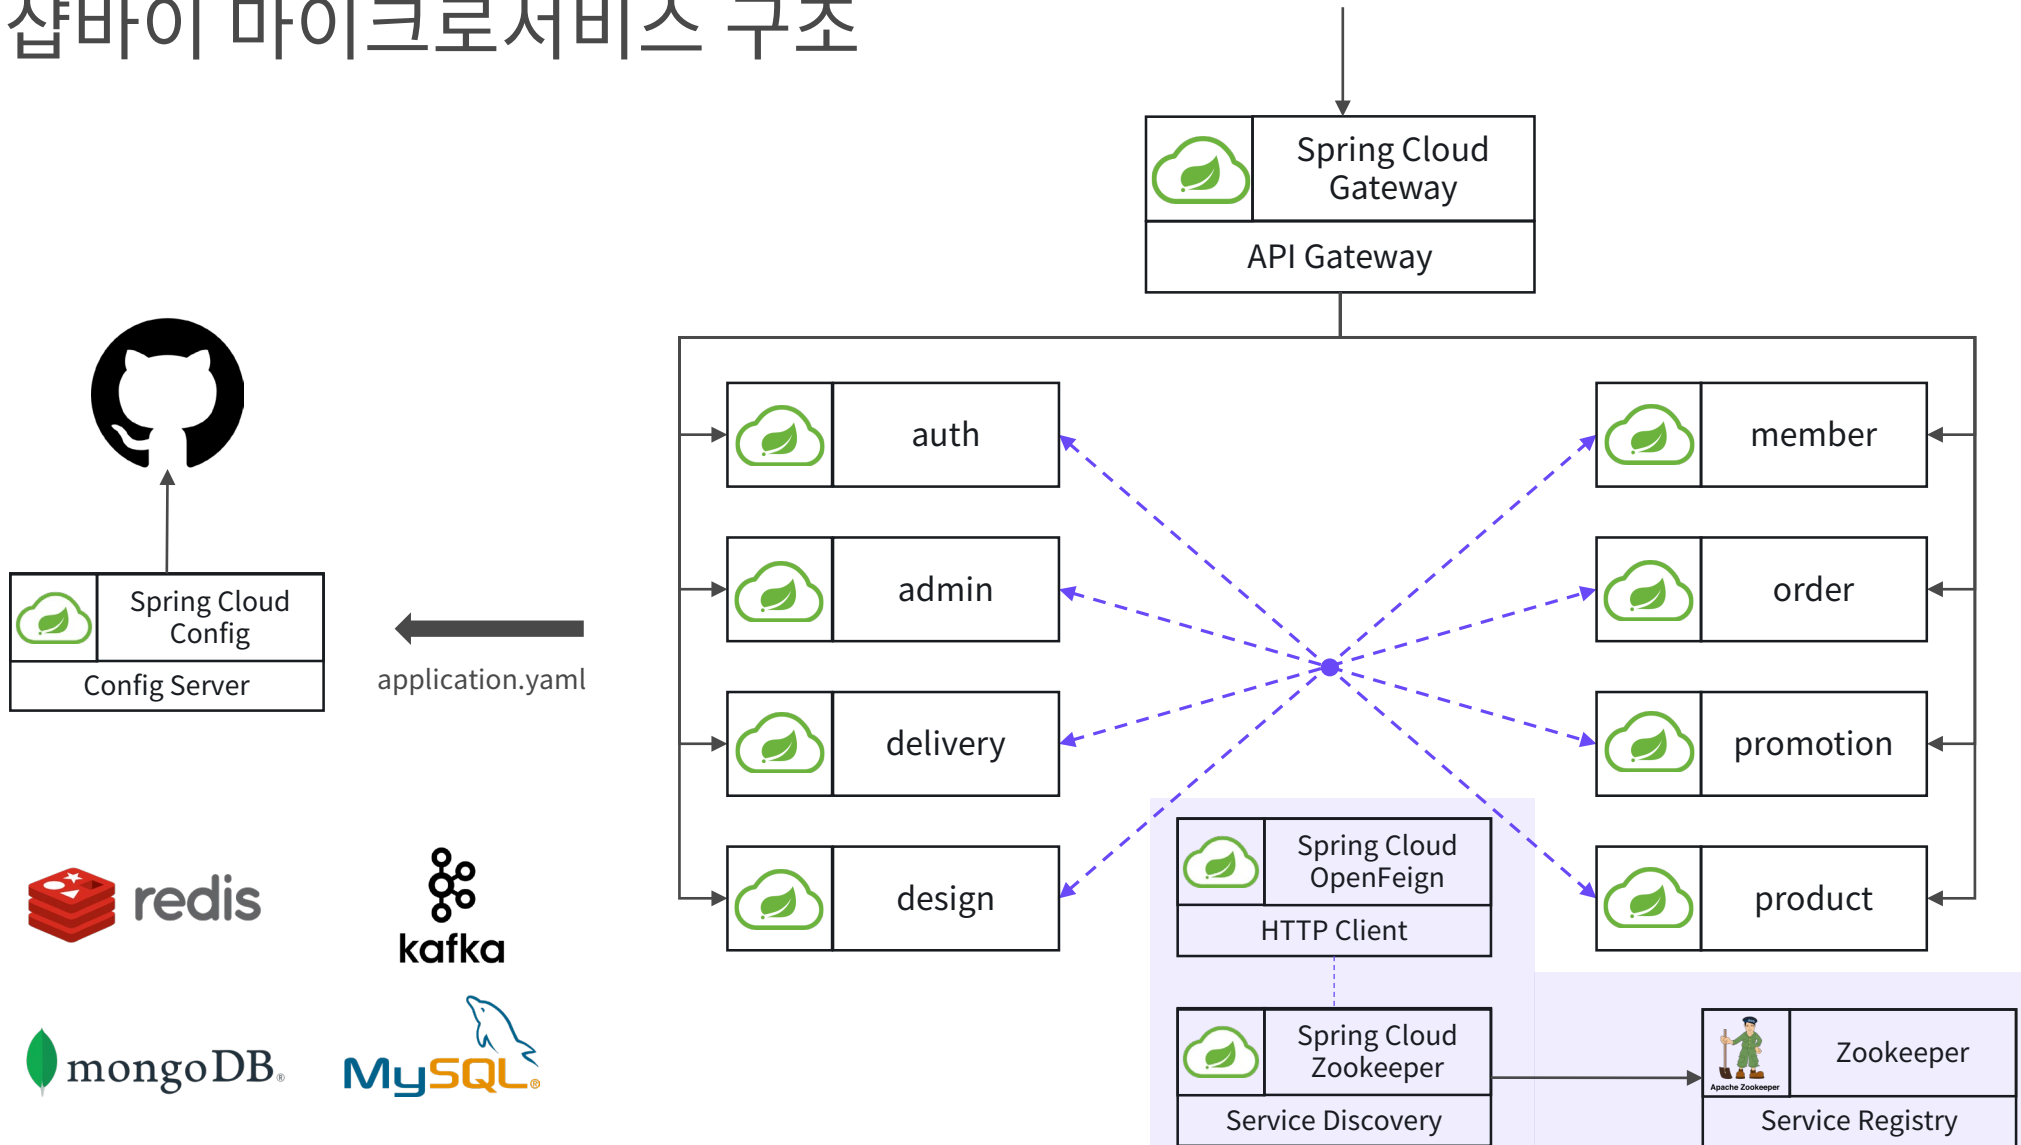 샵바이 마이크로서비스 구조
Spring Cloud
Gateway
API Gateway
auth
member
admin
order
Spring Cloud
Config
Config Server
application.yaml
delivery
promotion
design
product
Spring Cloud
OpenFeign
HTTP Client
redis
kafka
mongoDB®
MySQL®
Spring Cloud
Zookeeper
Service Discovery
Apache Zookeeper
Zookeeper
Service Registry